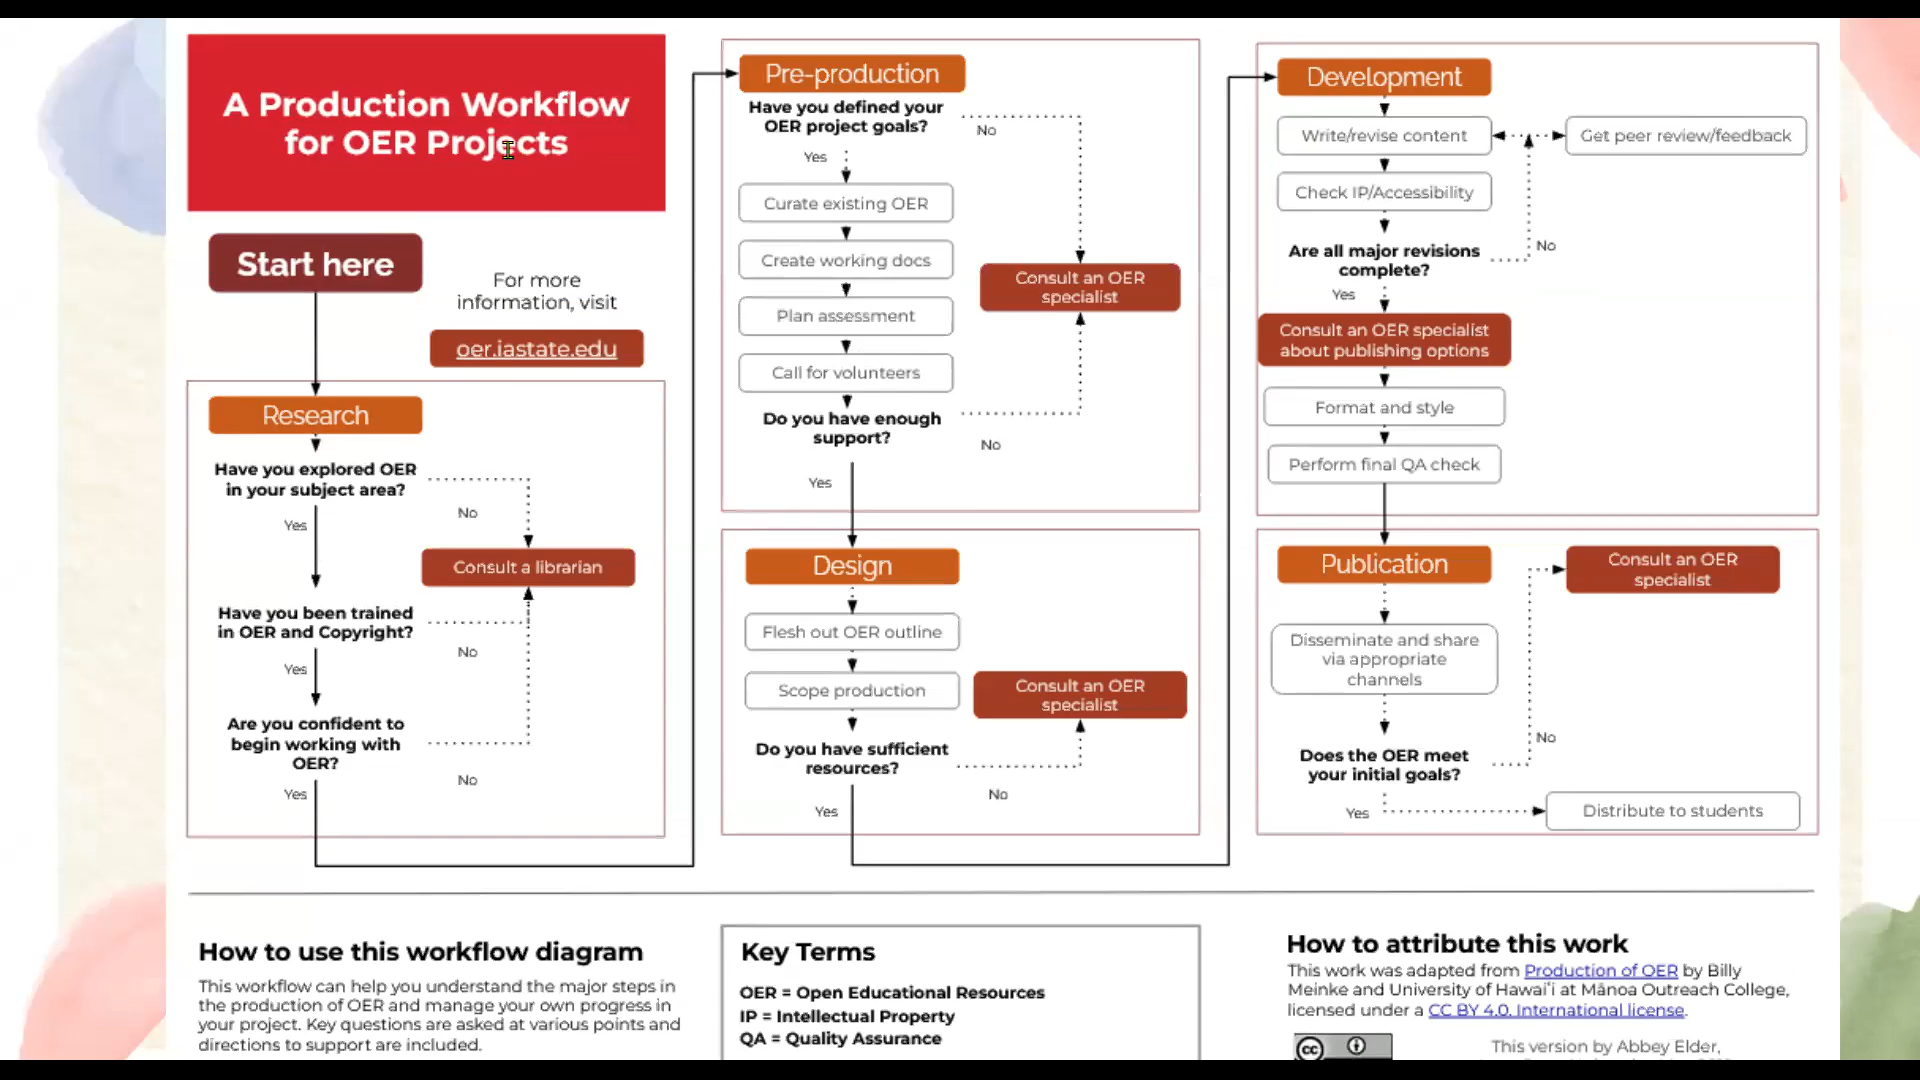 A Production Workflow
for OER Projects
Start here
For more
information, visit
oer.iastate.edu
Research
Have you explored OER
in your subject area?
No
Yes
Consult a librarian
Have you been trained
in OER and Copyright?
No
Yes
Are you confident to
begin working with
OER?
No
Yes
Pre-production
Have you defined your
OER project goals?
No
Yes
Curate existing OER
Create working docs
Consult an OER
specialist
Plan assessment
Call for volunteers
Do you have enough
support?
No
Yes
Design
Flesh out OER outline
Scope production
Consult an OER
specialist
Do you have sufficient
resources?
No
Yes
Development
Write/revise content
Get peer review/feedback
Check IP/Accessibility
Are all major revisions
complete?
No
Yes
Consult an OER specialist
about publishing options
Format and style
Perform final QA check
Publication
Consult an OER
specialist
Disseminate and share
via appropriate
channels
No
Does the OER meet
your initial goals?
Yes
Distribute to students
How to use this workflow diagram
This workflow can help you understand the major steps in
the production of OER and manage your own progress in
your project. Key questions are asked at various points and
directions to support are included.
Key Terms
OER = Open Educational Resources
IP = Intellectual Property
QA = Quality Assurance
How to attribute this work
This work was adapted from Production of OER by Billy
Meinke and University of Hawai'i at Mānoa Outreach College,
licensed under a CC BY 4.0. International license.
cc
This version by Abbey Elder,